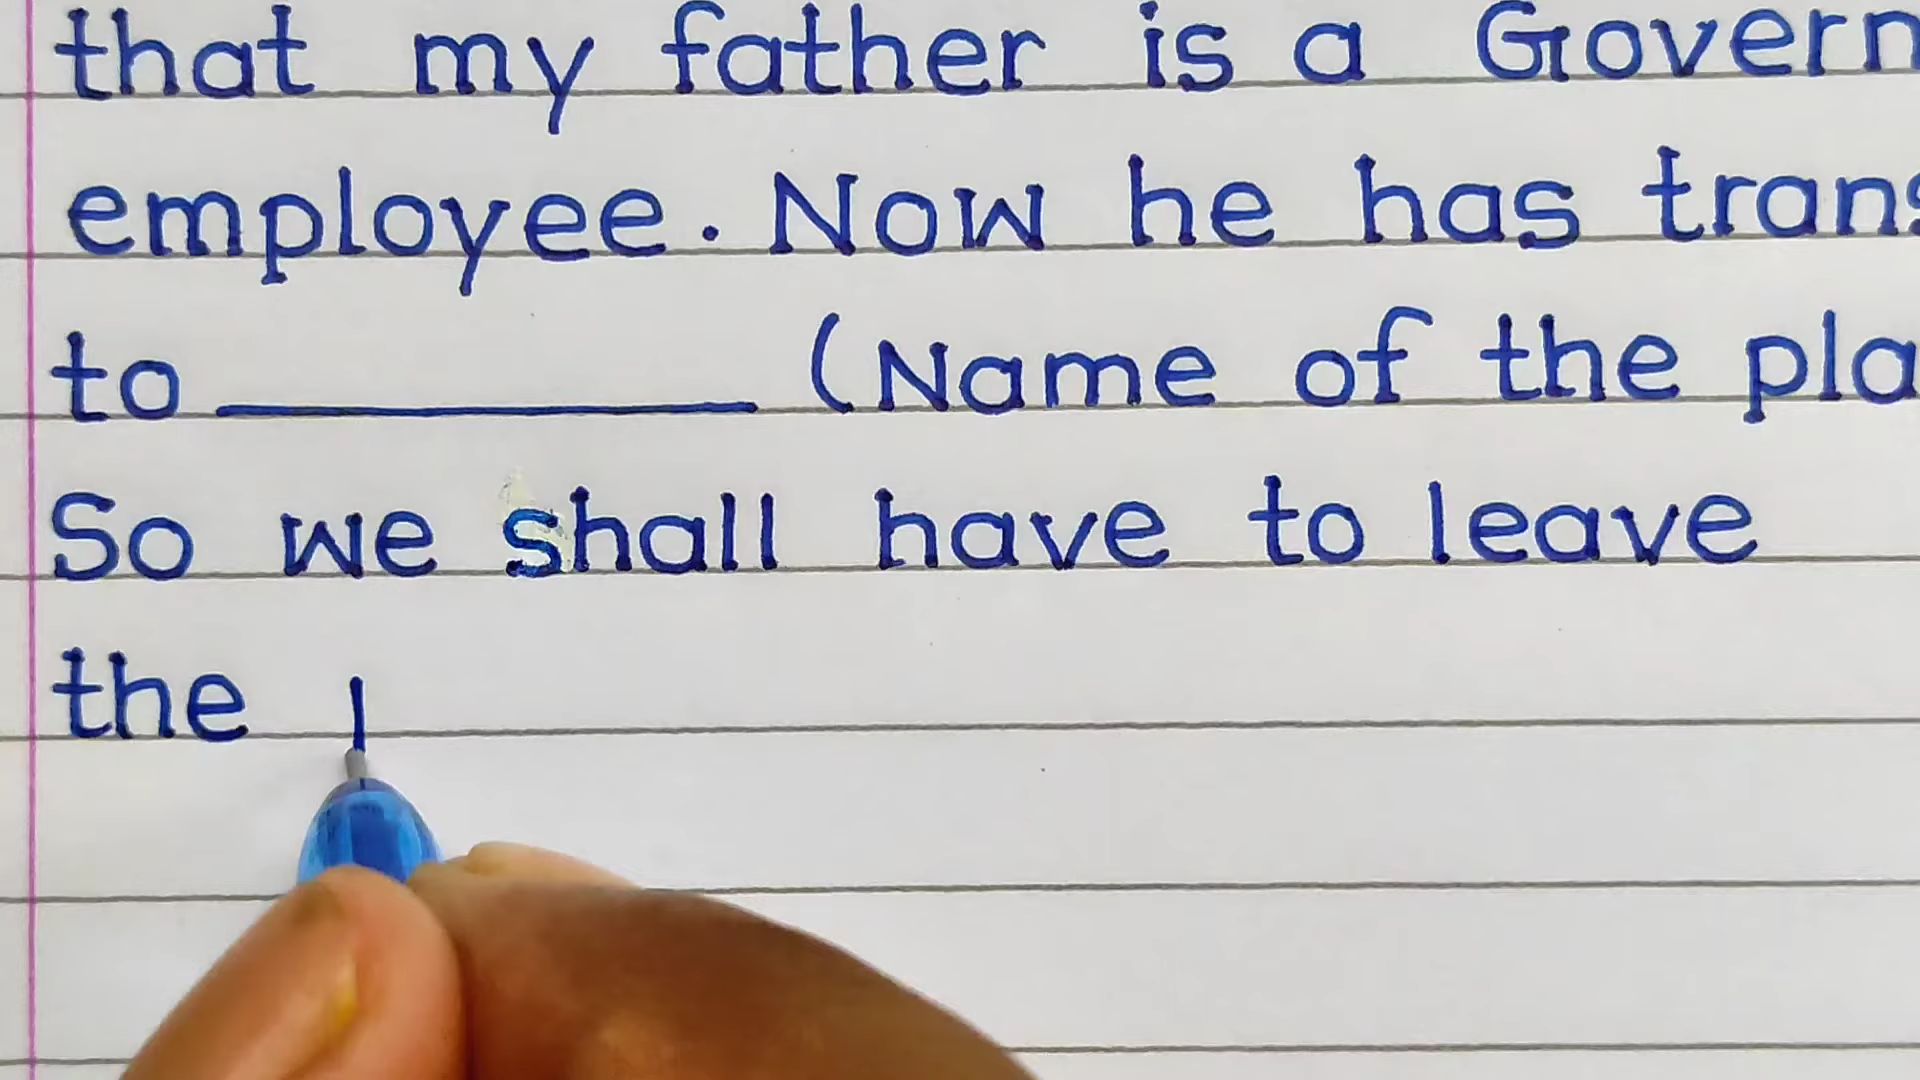 that my father is a Govern
employee. Now he has trans
to ____________ (Name of the pla
So we shall have to leave
the